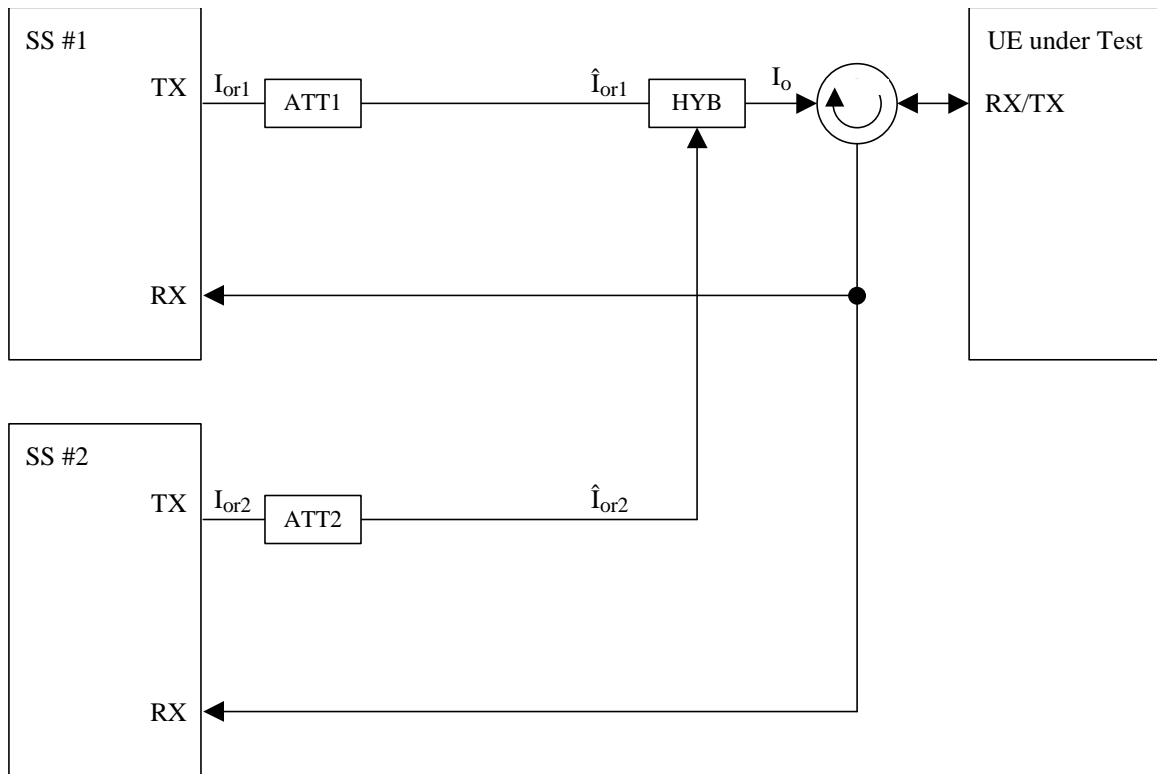 SS #1
UE under Test
TX
I_or1
ATT1
Î_or1
HYB
I_o
RX/TX
RX
SS #2
TX
I_or2
ATT2
Î_or2
RX